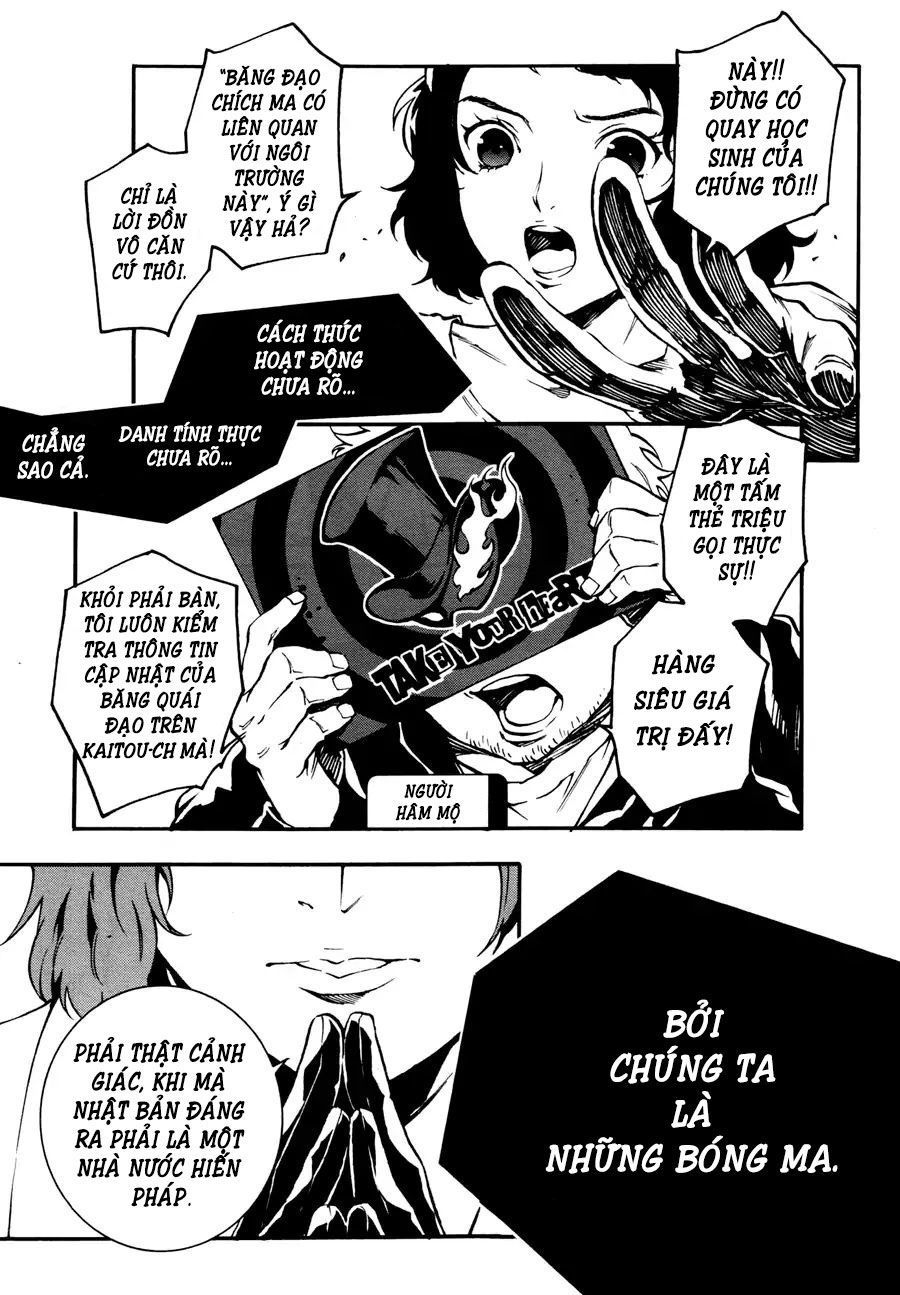 NÀY!!
ĐỪNG CÓ
QUAY HỌC
SINH CỦA
CHÚNG TÔI!!
"BĂNG ĐẠO
CHÍCH MA CÓ
LIÊN QUAN
VỚI NGÔI
TRƯỜNG
NÀY", Ý GÌ
VẬY HẢ?
CHỈ LÀ
LỜI ĐỒN
VÔ CĂN
CỨ THÔI.
CÁCH THỨC
HOẠT ĐỘNG
CHƯA RÕ...
DANH TÍNH THỰC
CHƯA RÕ...
CHẲNG
SAO CẢ.
ĐÂY LÀ
MỘT TẤM
THẺ TRIỆU
GỌI THỰC
SỰ!!
HÀNG
SIÊU GIÁ
TRỊ ĐẤY!
TAKE YOUR HEART
KHỎI PHẢI BÀN,
TÔI LUÔN KIỂM
TRA THÔNG TIN
CẬP NHẬT CỦA
BĂNG QUÁI
ĐẠO TRÊN
KAITOU-CH MÀ!
NGƯỜI
HÂM MỘ
BỞI
CHÚNG TA
LÀ
NHỮNG BÓNG MA.
PHẢI THẬT CẢNH
GIÁC, KHI MÀ
NHẬT BẢN ĐÁNG
RA PHẢI LÀ MỘT
NHÀ NƯỚC HIẾN
PHÁP.